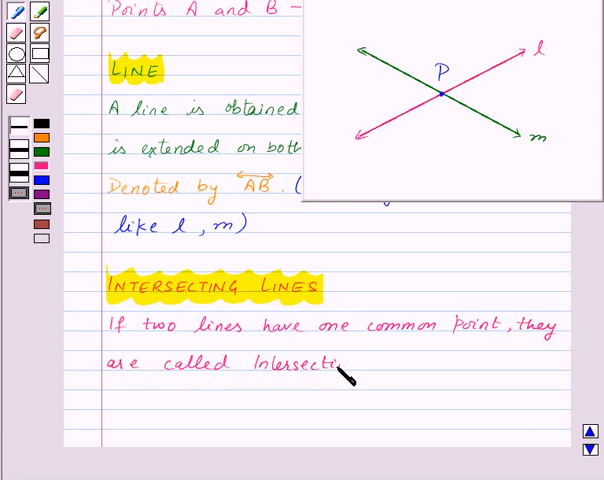 Points A and B -
LINE
A line is obtained
is extended on both
Denoted by AB. (
like l, m)
INTERSECTING LINES
If two lines have one common point, they
are called Intersecti
P
l
m